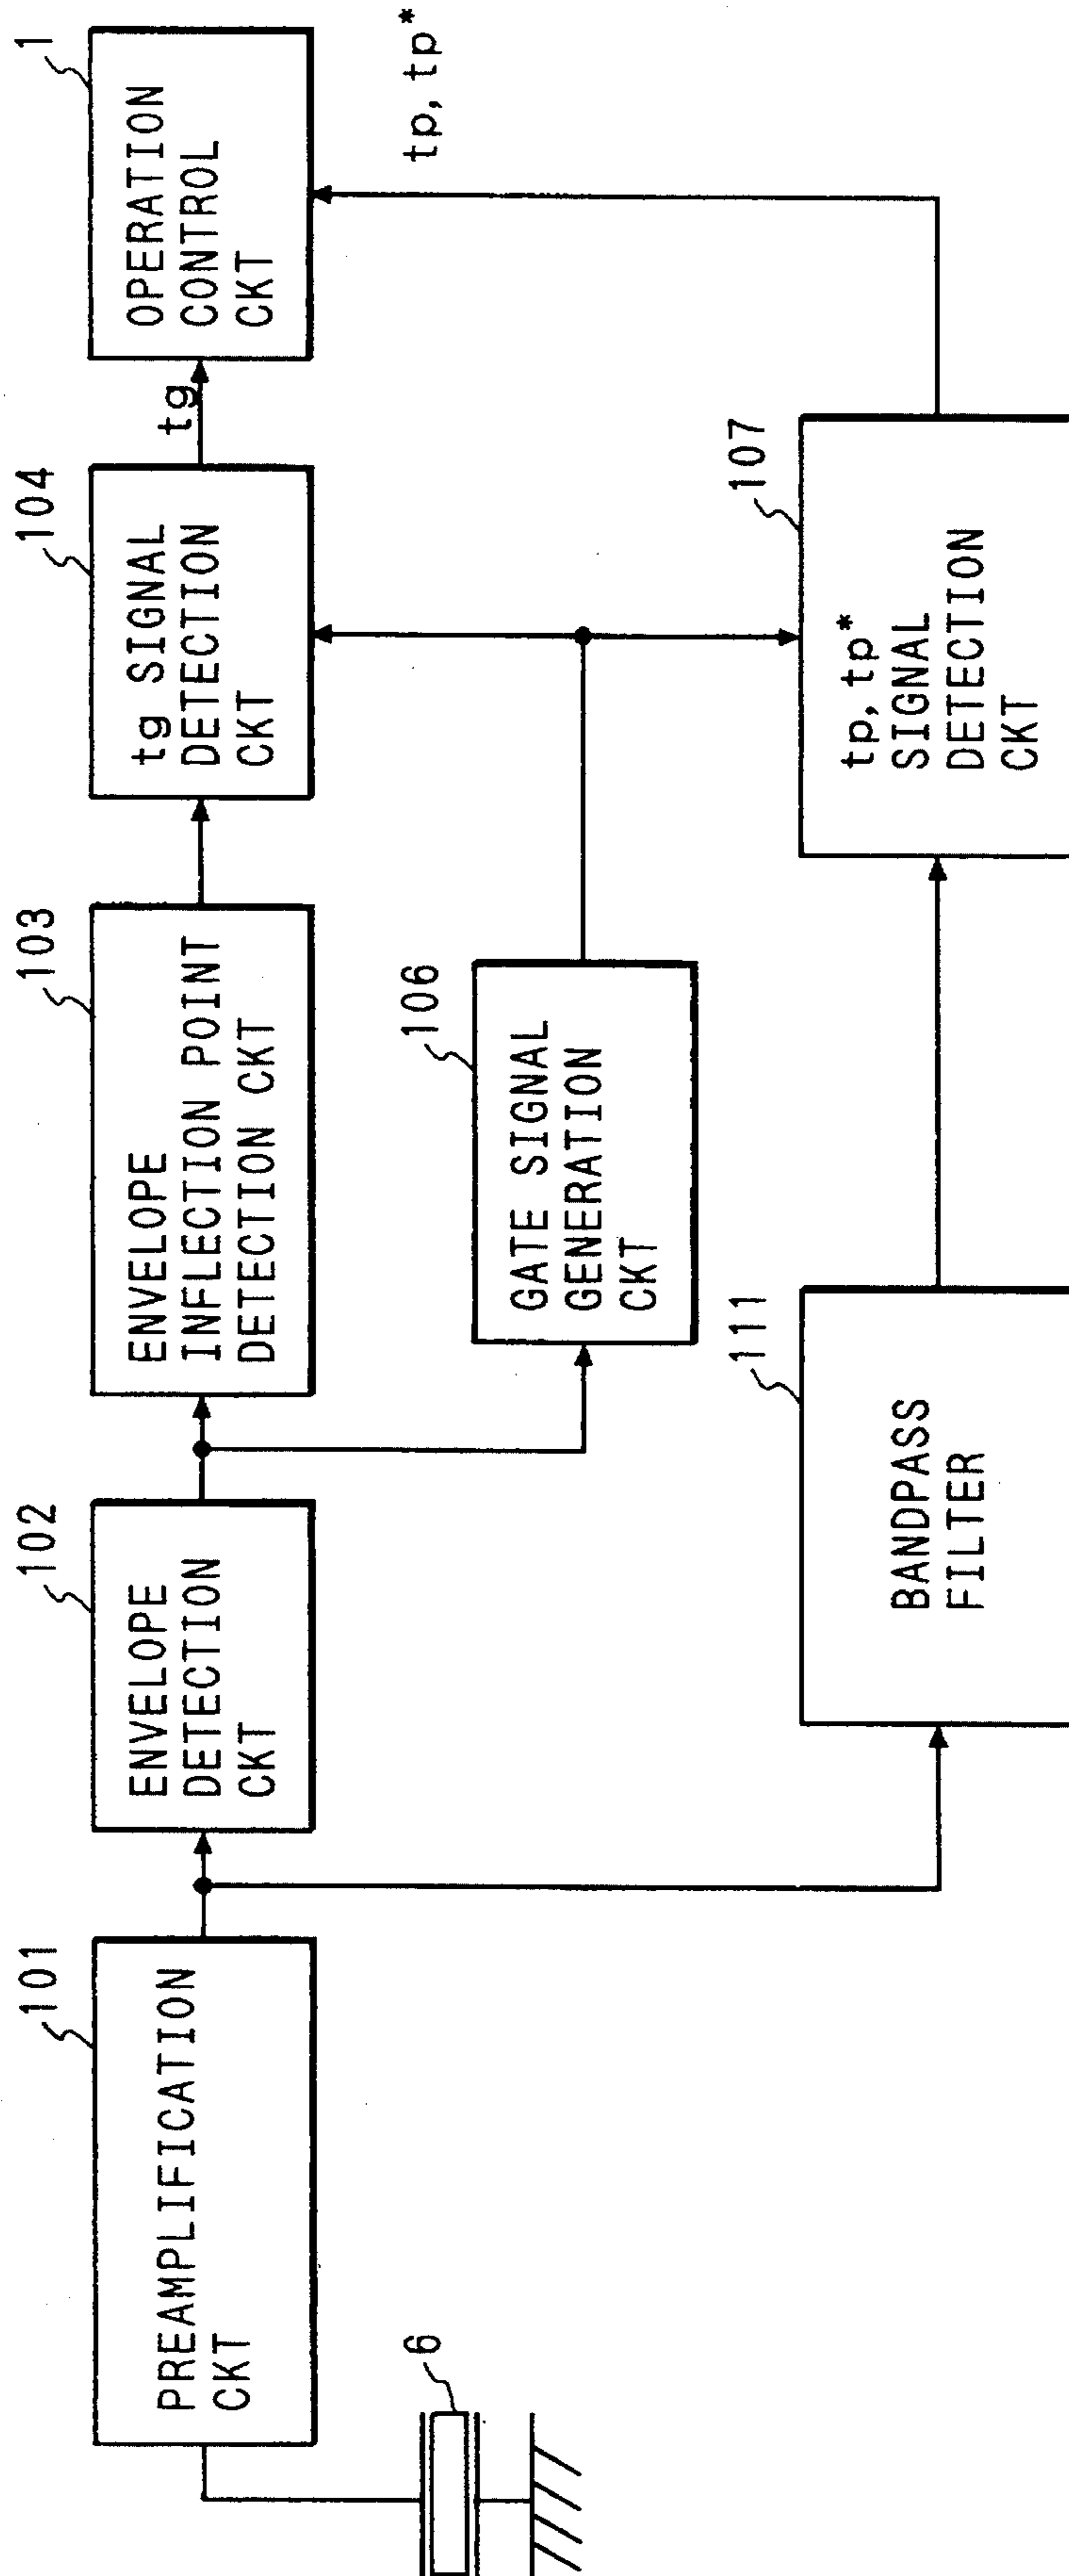 101
PREAMPLIFICATION
CKT
102
ENVELOPE
DETECTION
CKT
103
ENVELOPE
INFLECTION POINT
DETECTION CKT
104
tg SIGNAL
DETECTION
CKT
tg
1
OPERATION
CONTROL
CKT
tp, tp*
6
106
GATE SIGNAL
GENERATION
CKT
111
BANDPASS
FILTER
107
tp, tp*
SIGNAL
DETECTION
CKT